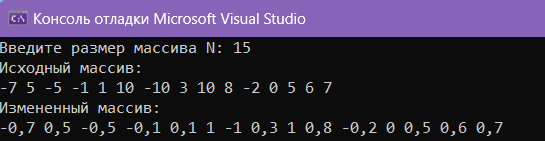 Консоль отладки Microsoft Visual Studio
Введите размер массива N: 15
Исходный массив:
-7 5 -5 -1 1 10 -10 3 10 8 -2 0 5 6 7
Измененный массив:
-0,7 0,5 -0,5 -0,1 0,1 1 -1 0,3 1 0,8 -0,2 0 0,5 0,6 0,7